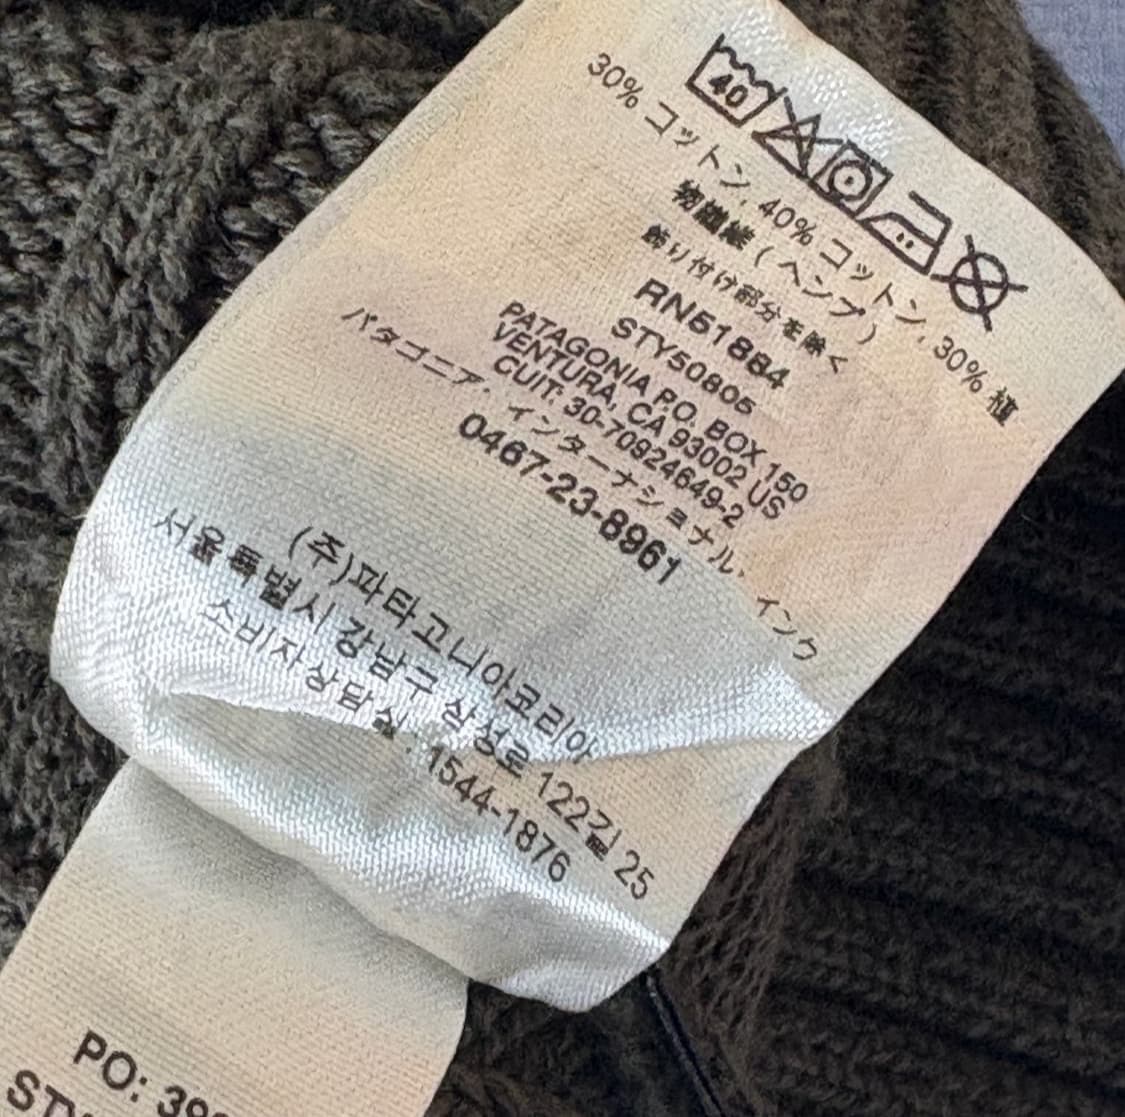 40
30% コットン, 40% コットン, 30% 植
物繊維 ( ヘンプ )
飾り付け部分を除く
RN51884
STY50805
PATAGONIA P.O. BOX 150
VENTURA, CA 93002 US
CUIT: 30-70924649-2
パタゴニア・インターナショナル, インク
0467-23-8961
(주)파타고니아코리아
서울특별시 강남구 삼성로 122길 25
소비자상담실: 1544-1876
PO: